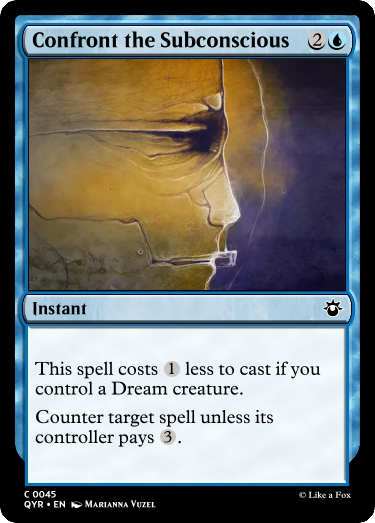 Confront the Subconscious 2
Instant
This spell costs 1 less to cast if you
control a Dream creature.
Counter target spell unless its
controller pays 3.
C 0045
QYR • EN Marianna Vuzel
© Like a Fox